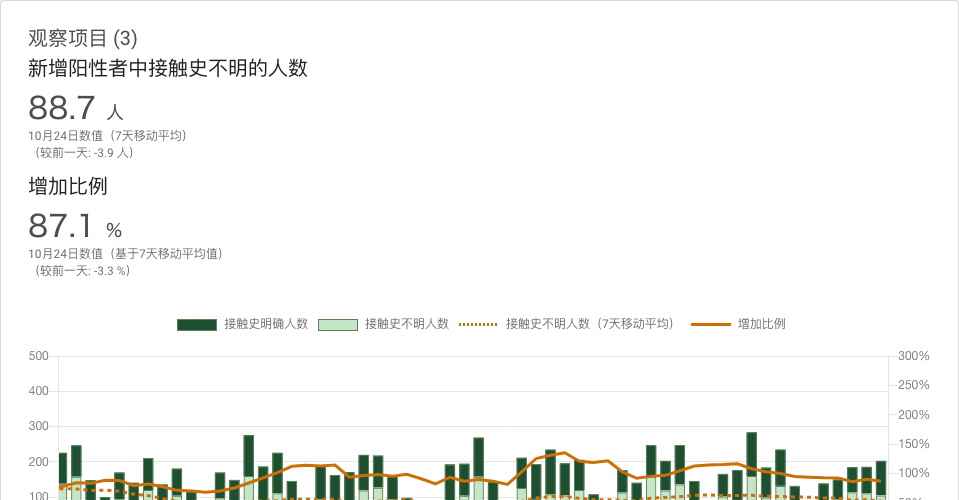 观察项目 (3)
新增阳性者中接触史不明的人数
88.7 人
10月24日数值（7天移动平均）
（较前一天: -3.9 人）
增加比例
87.1 %
10月24日数值（基于7天移动平均值）
（较前一天: -3.3 %）
接触史明确人数 接触史不明人数 接触史不明人数（7天移动平均） 增加比例
500 300%
250%
400
200%
300
150%
200
100%
100